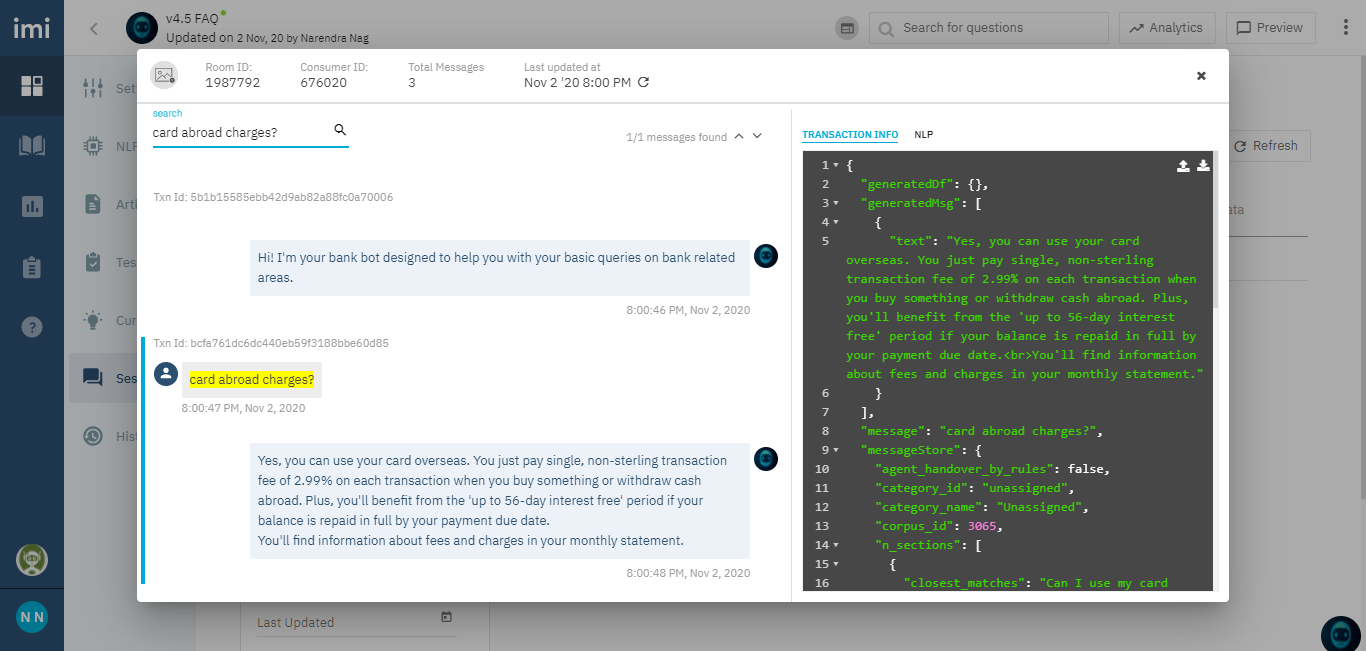 imi
v4.5 FAQ
Updated on 2 Nov, 20 by Narendra Nag
Search for questions
Analytics
Preview
Room ID:
1987792
Consumer ID:
676020
Total Messages
3
Last updated at
Nov 2 '20 8:00 PM
search
card abroad charges?
1/1 messages found
Txn Id: 5b1b15585ebb42d9ab82a88fc0a70006
Hi! I'm your bank bot designed to help you with your basic queries on bank related
areas.
8:00:46 PM, Nov 2, 2020
Txn Id: bcfa761dc6dc440eb59f3188bbe60d85
card abroad charges?
8:00:47 PM, Nov 2, 2020
Yes, you can use your card overseas. You just pay single, non-sterling transaction
fee of 2.99% on each transaction when you buy something or withdraw cash
abroad. Plus, you'll benefit from the 'up to 56-day interest free' period if your
balance is repaid in full by your payment due date.
You'll find information about fees and charges in your monthly statement.
8:00:48 PM, Nov 2, 2020
TRANSACTION INFO
NLP
1 {
2 "generatedDf": {},
3 "generatedMsg": [
4 {
5 "text": "Yes, you can use your card
overseas. You just pay single, non-sterling
transaction fee of 2.99% on each transaction when
you buy something or withdraw cash abroad. Plus,
you'll benefit from the 'up to 56-day interest
free' period if your balance is repaid in full by
your payment due date.<br>You'll find information
about fees and charges in your monthly statement."
6 }
7 ],
8 "message": "card abroad charges?",
9 "messageStore": {
10 "agent_handover_by_rules": false,
11 "category_id": "unassigned",
12 "category_name": "Unassigned",
13 "corpus_id": 3065,
14 "n_sections": [
15 {
16 "closest_matches": "Can I use my card
Set
NLP
Arti
Tes
Cur
Ses
Hist
Refresh
ata
Last Updated
N N